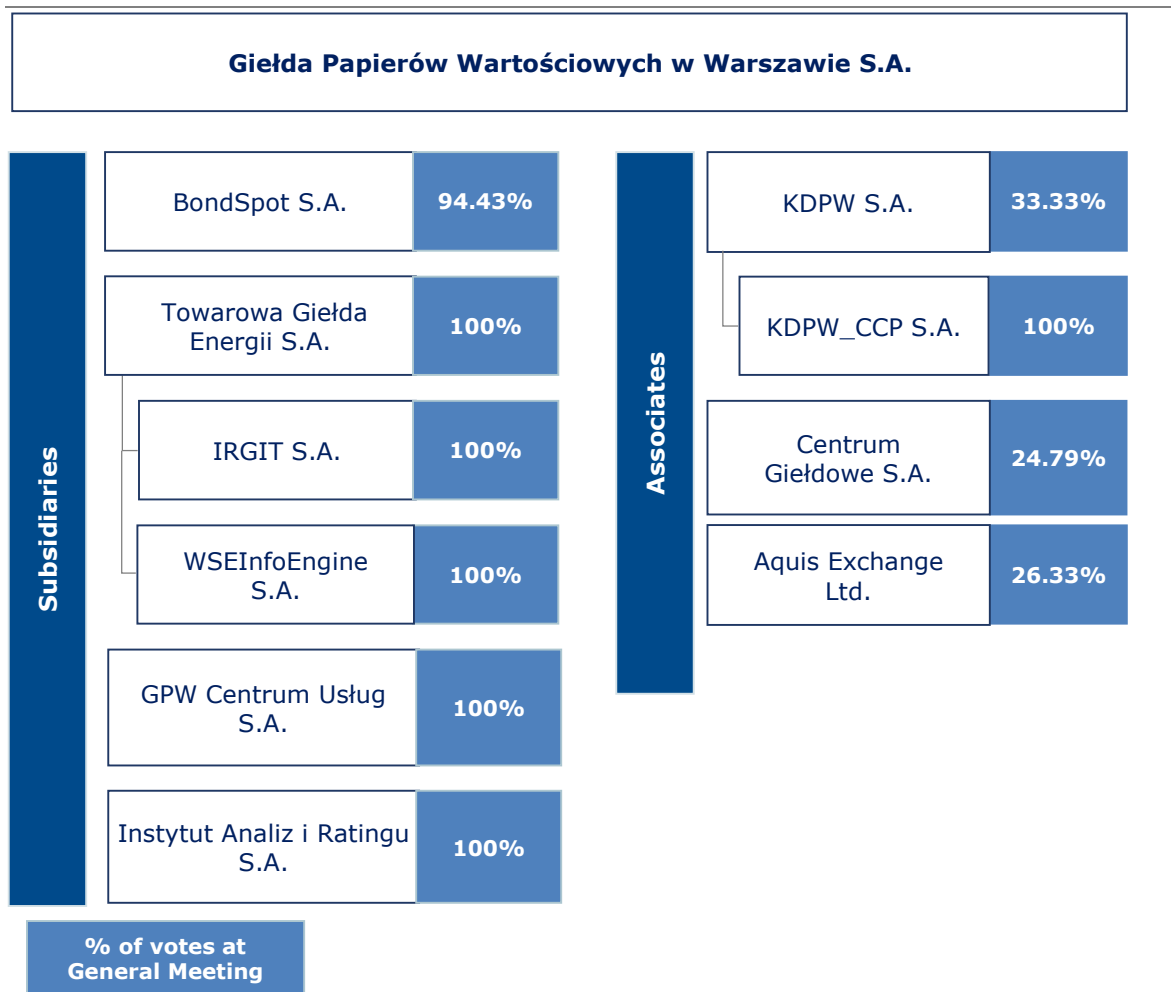 Giełda Papierów Wartościowych w Warszawie S.A.
Subsidiaries
BondSpot S.A.
94.43%
Towarowa Giełda
Energii S.A.
100%
IRGIT S.A.
100%
WSEInfoEngine
S.A.
100%
GPW Centrum Usług
S.A.
100%
Instytut Analiz i Ratingu
S.A.
100%
Associates
KDPW S.A.
33.33%
KDPW_CCP S.A.
100%
Centrum
Giełdowe S.A.
24.79%
Aquis Exchange
Ltd.
26.33%
% of votes at
General Meeting